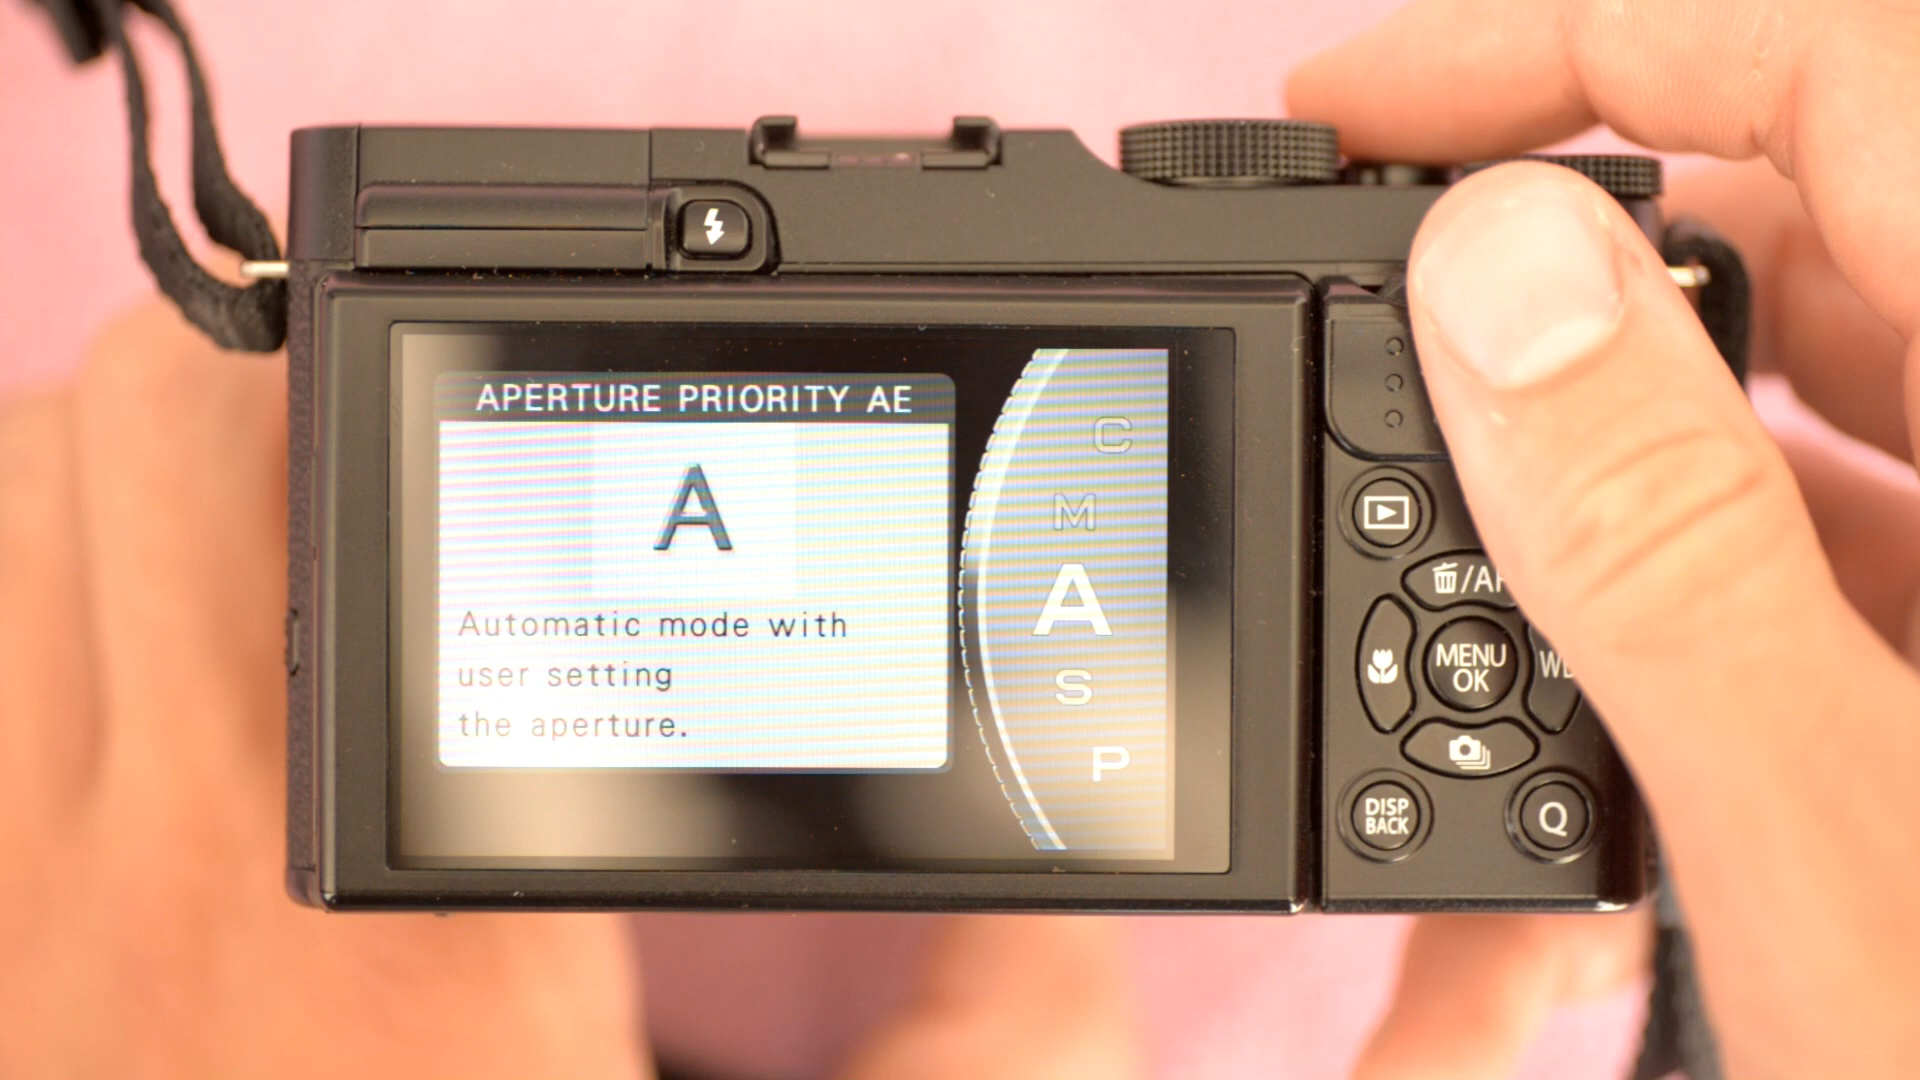 APERTURE PRIORITY AE
A
Automatic mode with
user setting
the aperture.
C
M
A
S
P
MENU
OK
DISP
BACK
Q